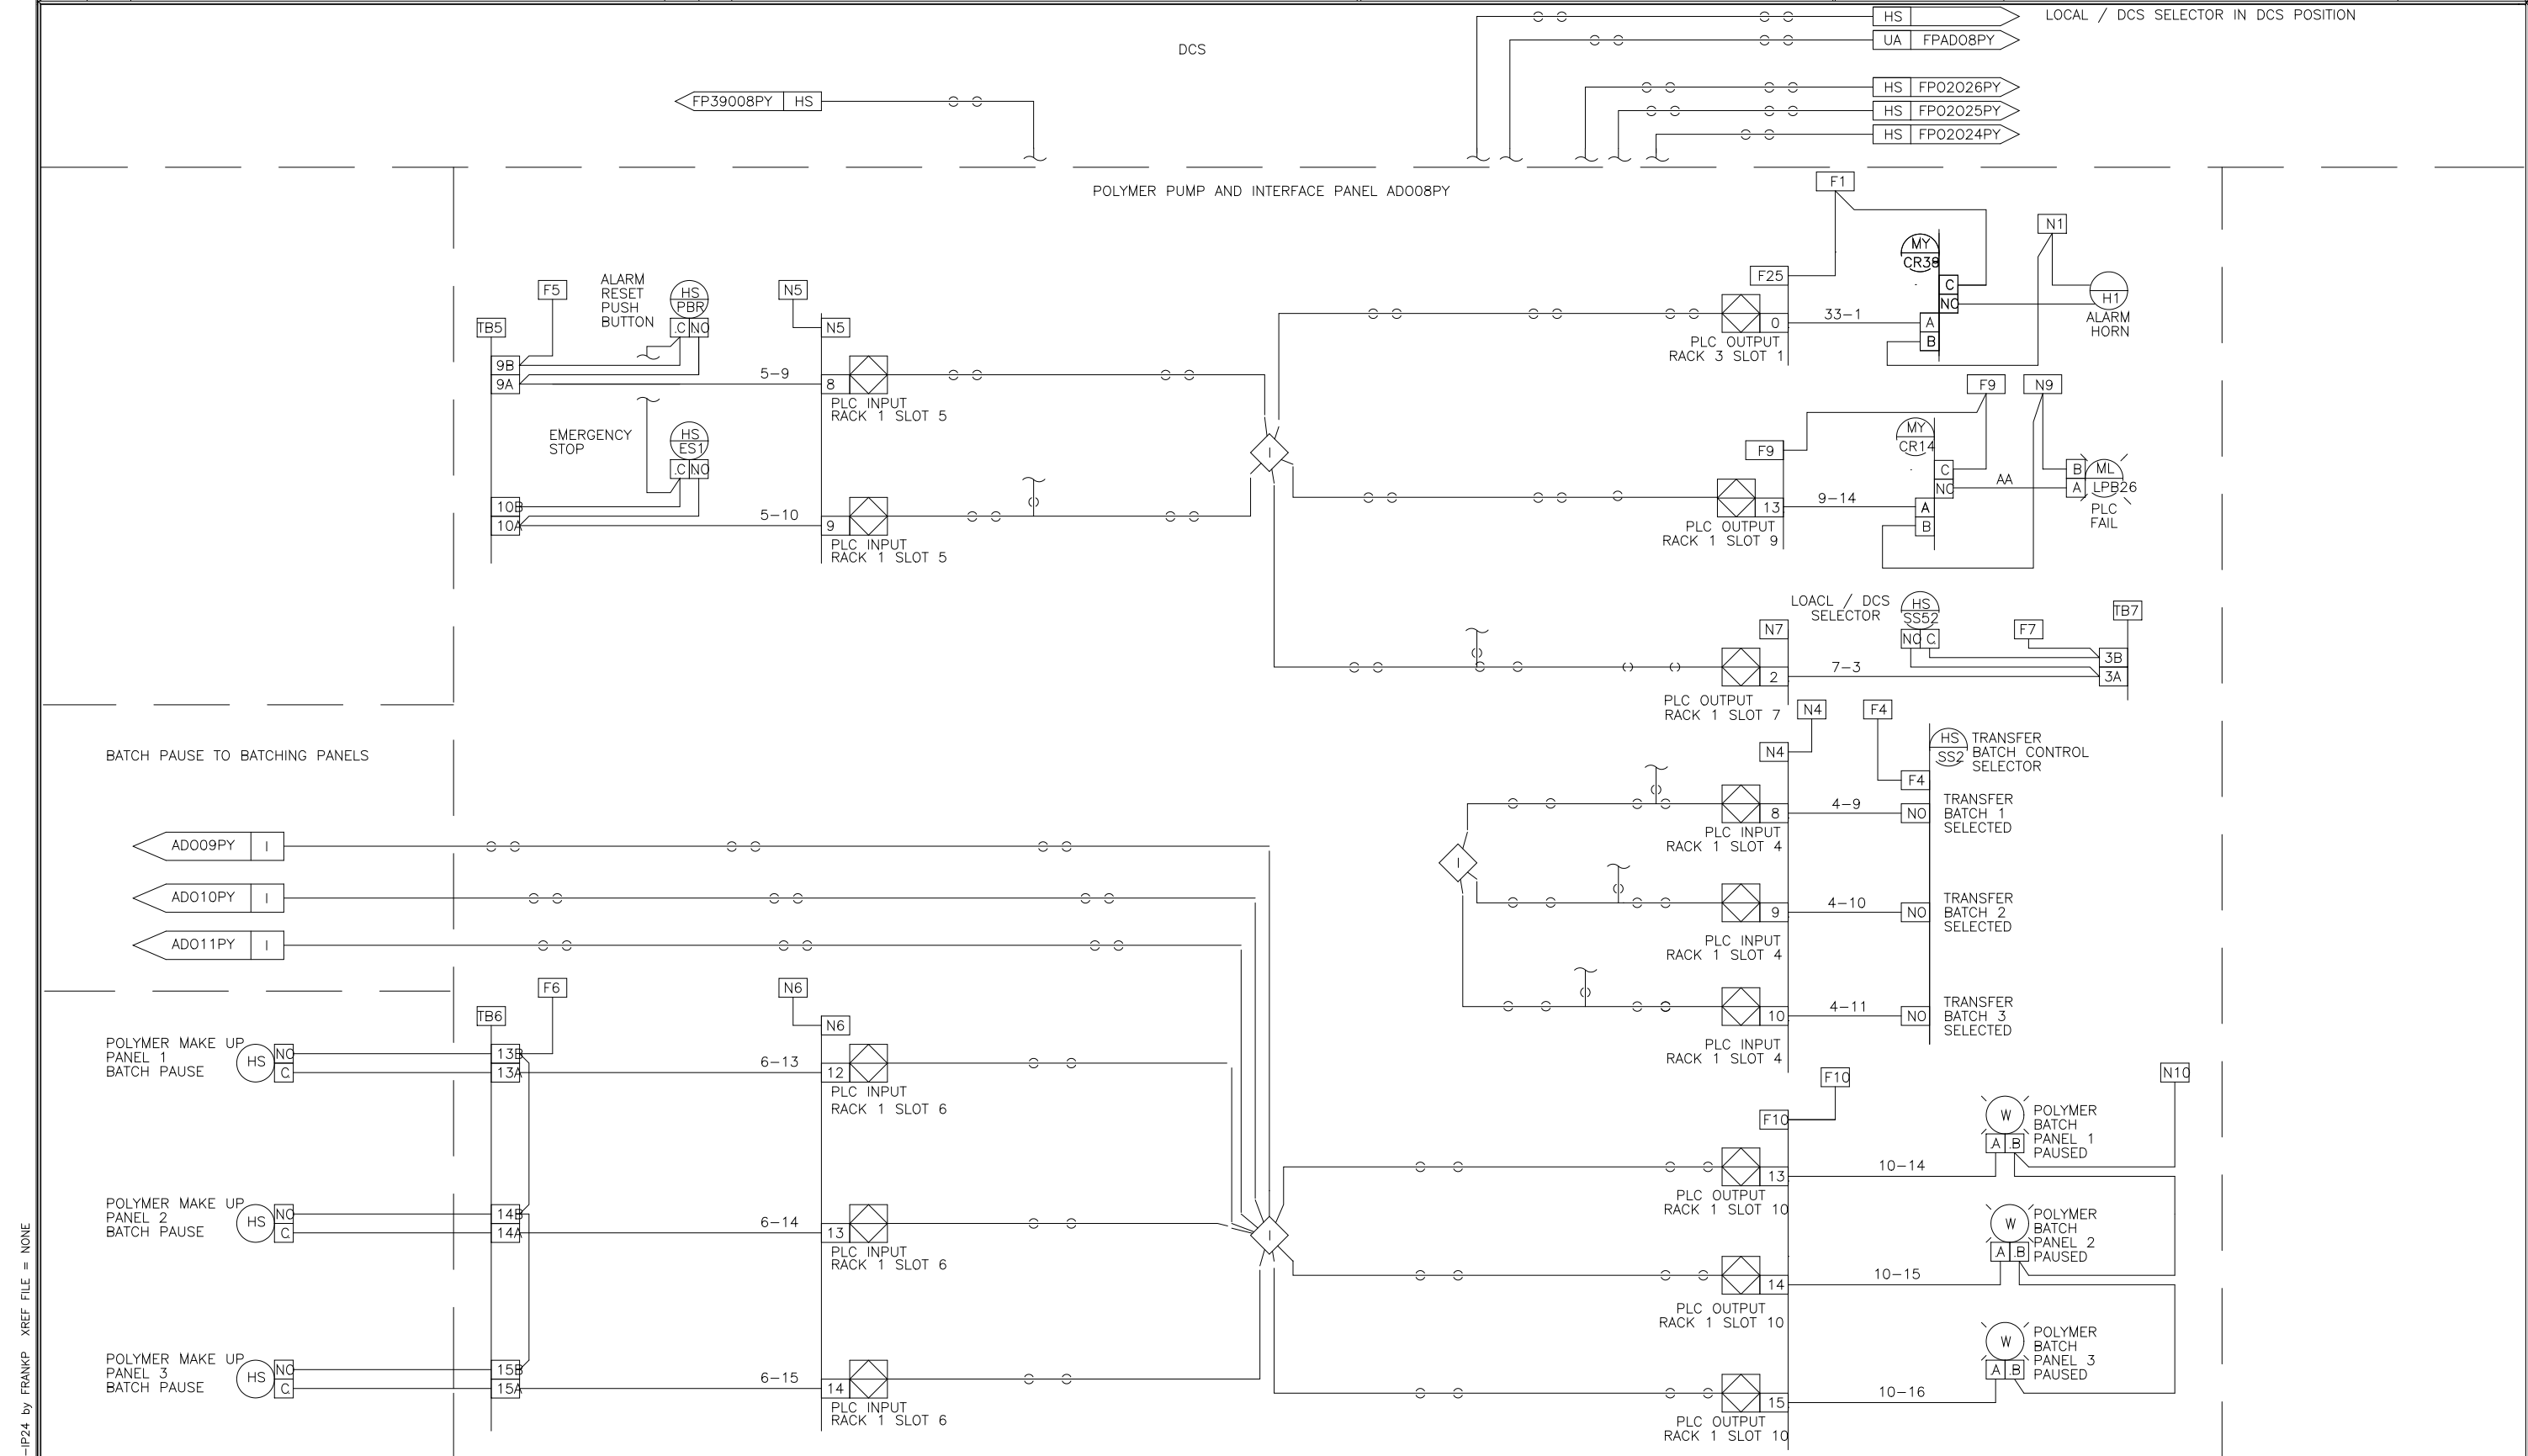 HS
LOCAL / DCS SELECTOR IN DCS POSITION
UA FPADO8PY
DCS
FP39008PY HS
HS FP02026PY
HS FP02025PY
HS FP02024PY
POLYMER PUMP AND INTERFACE PANEL ADO08PY
F1
N1
MY
CR38
F25
C
NO
H1
ALARM
HORN
0
33-1
A
B
PLC OUTPUT
RACK 3 SLOT 1
F5
ALARM
RESET
PUSH
BUTTON
HS
PBR
C NO
N5
TB5
N5
9B
9A
5-9
8
PLC INPUT
RACK 1 SLOT 5
EMERGENCY
STOP
HS
ES1
C NO
10B
10A
5-10
9
PLC INPUT
RACK 1 SLOT 5
I
F9
N9
MY
CR14
F9
C
NO
AA
B
A
ML
LPB26
PLC
FAIL
13
9-14
A
B
PLC OUTPUT
RACK 1 SLOT 9
LOACL / DCS
SELECTOR
HS
SS52
NO C
N7
F7
TB7
3B
3A
2
7-3
PLC OUTPUT
RACK 1 SLOT 7
N4
F4
N4
F4
HS
SS2
TRANSFER
BATCH CONTROL
SELECTOR
8
4-9
NO
TRANSFER
BATCH 1
SELECTED
PLC INPUT
RACK 1 SLOT 4
I
9
4-10
NO
TRANSFER
BATCH 2
SELECTED
PLC INPUT
RACK 1 SLOT 4
10
4-11
NO
TRANSFER
BATCH 3
SELECTED
PLC INPUT
RACK 1 SLOT 4
BATCH PAUSE TO BATCHING PANELS
ADO09PY I
ADO10PY I
ADO11PY I
F6
N6
TB6
N6
POLYMER MAKE UP
PANEL 1
BATCH PAUSE
HS
NO
C
13B
13A
6-13
12
PLC INPUT
RACK 1 SLOT 6
POLYMER MAKE UP
PANEL 2
BATCH PAUSE
HS
NO
C
14B
14A
6-14
13
PLC INPUT
RACK 1 SLOT 6
POLYMER MAKE UP
PANEL 3
BATCH PAUSE
HS
NO
C
15B
15A
6-15
14
PLC INPUT
RACK 1 SLOT 6
I
F10
N10
F10
W
A B
POLYMER
BATCH
PANEL 1
PAUSED
13
10-14
PLC OUTPUT
RACK 1 SLOT 10
W
A B
POLYMER
BATCH
PANEL 2
PAUSED
14
10-15
PLC OUTPUT
RACK 1 SLOT 10
W
A B
POLYMER
BATCH
PANEL 3
PAUSED
15
10-16
PLC OUTPUT
RACK 1 SLOT 10
-IP24 by FRANKP XREF FILE = NONE